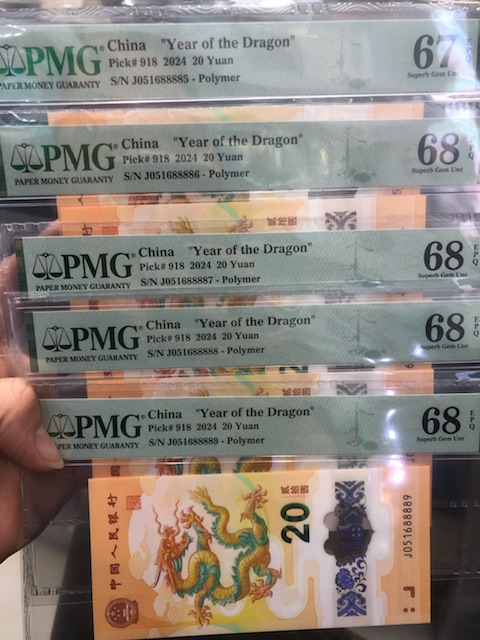 PMG
PAPER MONEY GUARANTY
China "Year of the Dragon"
Pick# 918 2024 20 Yuan
S/N J051688885 - Polymer
67
EPQ
Superb Gem Unc
PMG
PAPER MONEY GUARANTY
China "Year of the Dragon"
Pick# 918 2024 20 Yuan
S/N J051688886 - Polymer
68
EPQ
Superb Gem Unc
贰拾圆
PMG
PAPER MONEY GUARANTY
China "Year of the Dragon"
Pick# 918 2024 20 Yuan
S/N J051688887 - Polymer
68
EPQ
Superb Gem Unc
PMG
PAPER MONEY GUARANTY
China "Year of the Dragon"
Pick# 918 2024 20 Yuan
S/N J051688888 - Polymer
68
EPQ
Superb Gem Unc
PMG
PAPER MONEY GUARANTY
China "Year of the Dragon"
Pick# 918 2024 20 Yuan
S/N J051688889 - Polymer
68
EPQ
Superb Gem Unc
中国人民银行
贰拾圆
20
J051688889